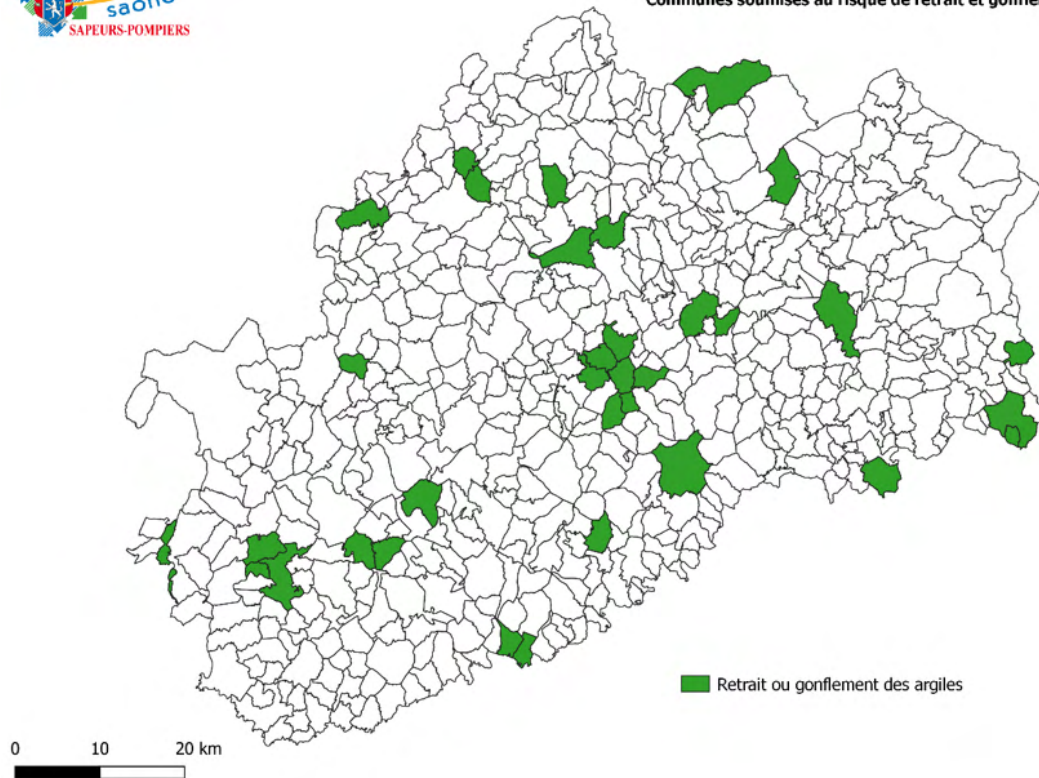 saône
SAPEURS-POMPIERS
Communes soumises au risque de retrait et gonfle
Retrait ou gonflement des argiles
0 10 20 km